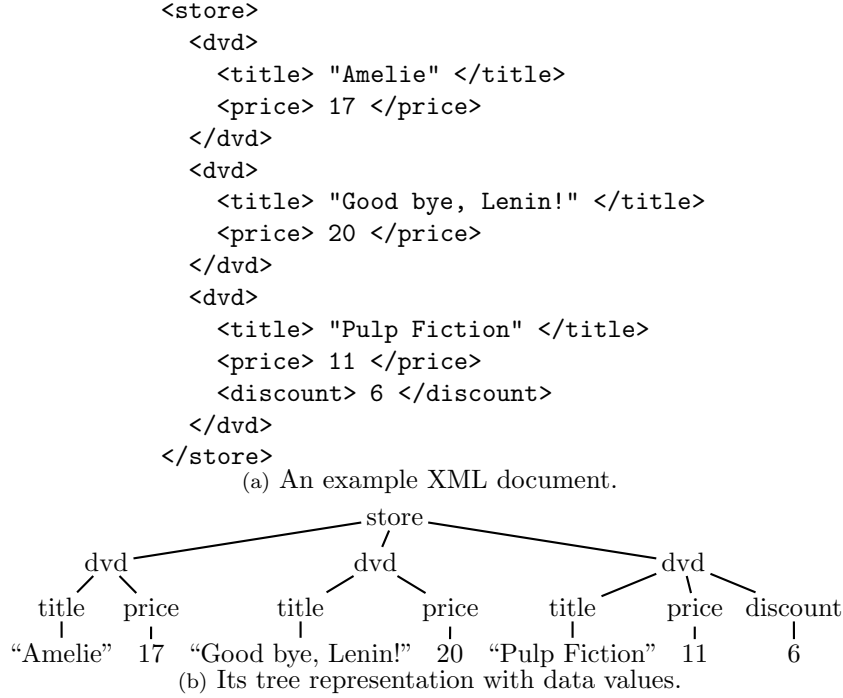 <store>
<dvd>
<title> "Amelie" </title>
<price> 17 </price>
</dvd>
<dvd>
<title> "Good bye, Lenin!" </title>
<price> 20 </price>
</dvd>
<dvd>
<title> "Pulp Fiction" </title>
<price> 11 </price>
<discount> 6 </discount>
</dvd>
</store>
(a) An example XML document.
store
dvd dvd dvd
title price title price title price discount
“Amelie” 17 “Good bye, Lenin!” 20 “Pulp Fiction” 11 6
(b) Its tree representation with data values.